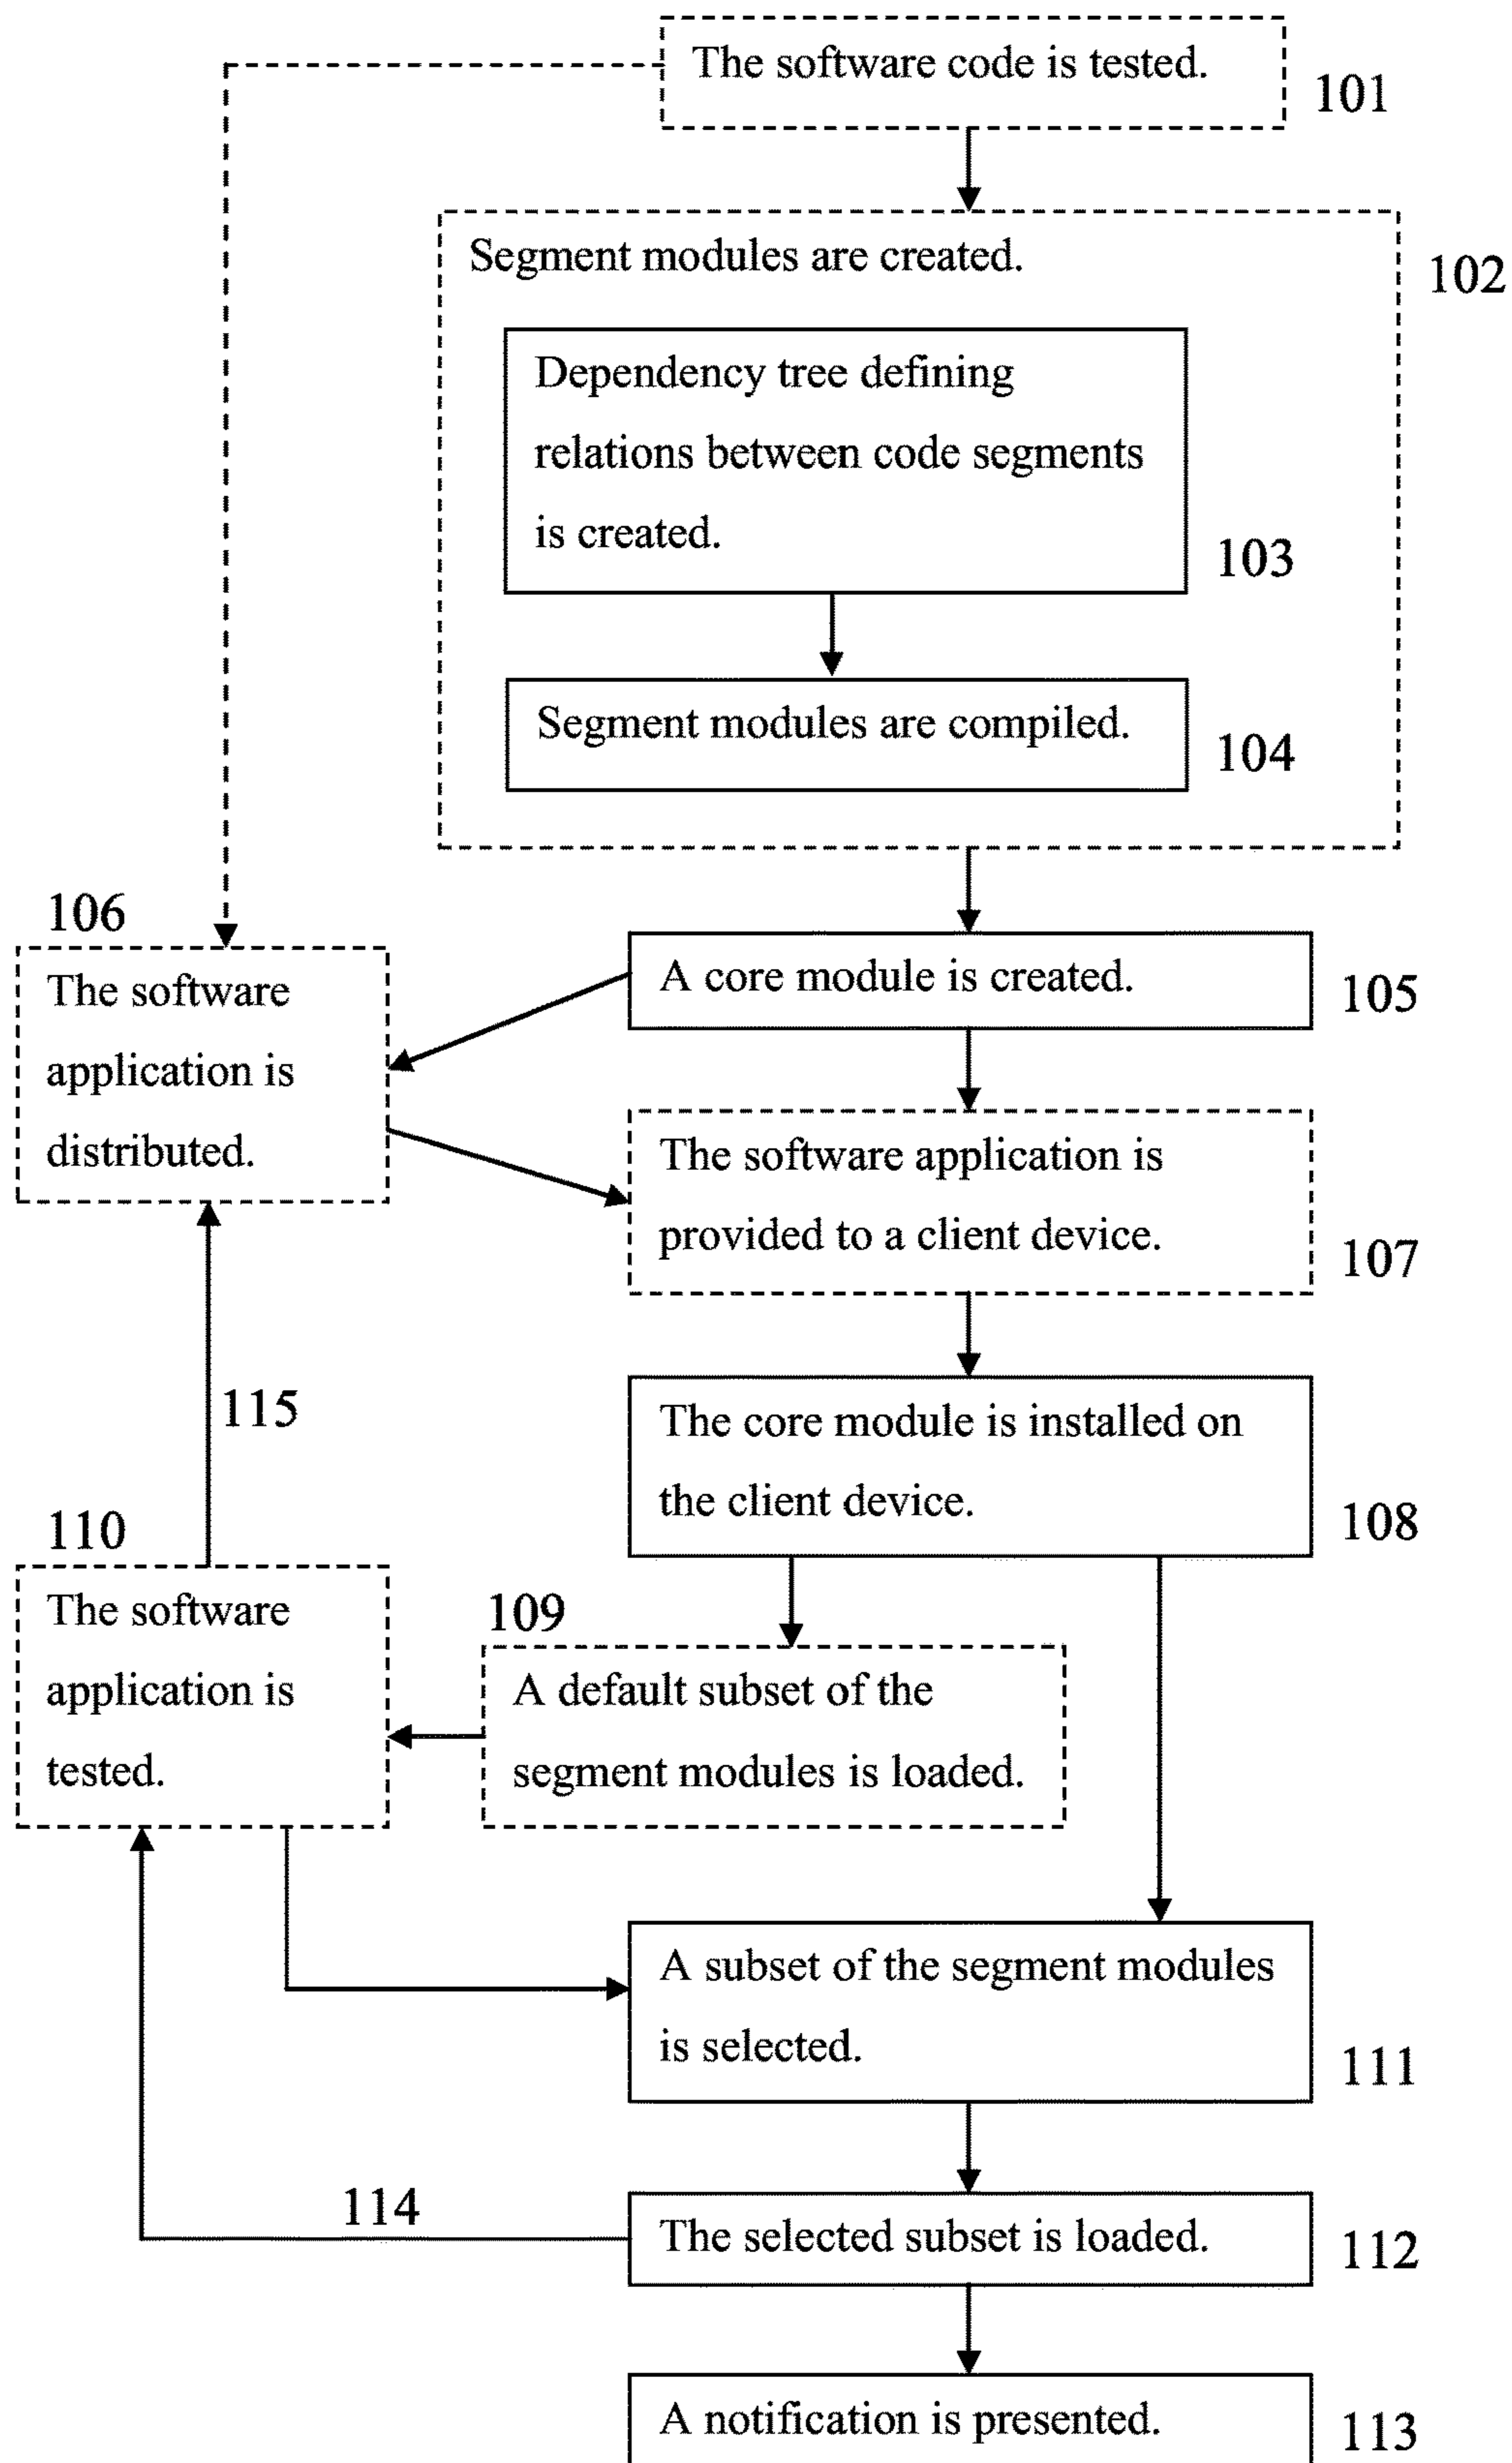 The software code is tested.
101
Segment modules are created.
102
Dependency tree defining
relations between code segments
is created.
103
Segment modules are compiled.
104
106
The software
application is
distributed.
A core module is created.
105
The software application is
provided to a client device.
107
115
The core module is installed on
the client device.
108
110
The software
application is
tested.
109
A default subset of the
segment modules is loaded.
A subset of the segment modules
is selected.
111
114
The selected subset is loaded.
112
A notification is presented.
113